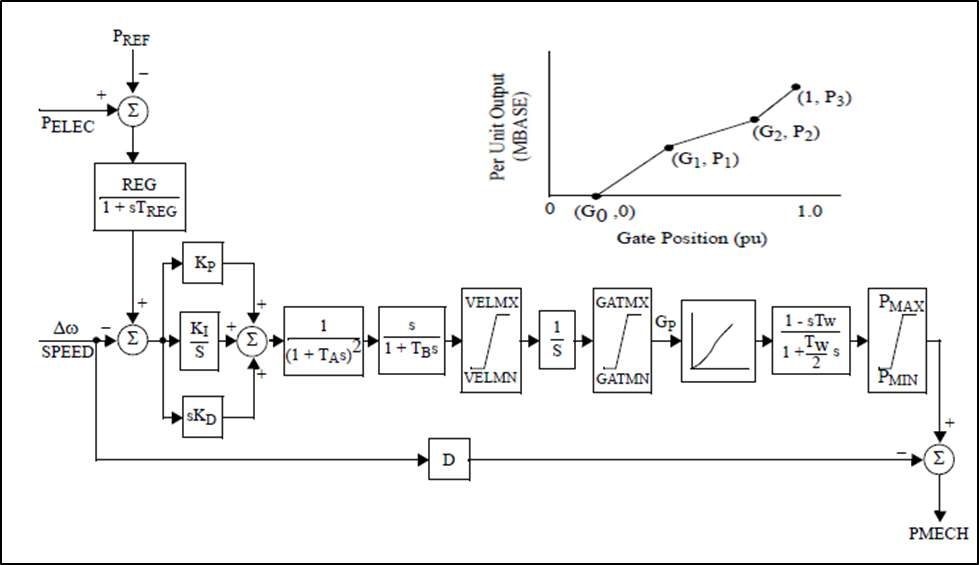 PREF
−
+
PELEC
Σ
REG
1 + sTREG
+
Δω
SPEED
−
Σ
KP
KI
S
sKD
+
+
+
Σ
1
(1 + TAs)2
s
1 + TBs
VELMX
VELMN
1
S
GATMX
GATMN
GP
1 - sTw
1 + TW
2
s
PMAX
PMIN
D
+
−
Σ
PMECH
Per Unit Output
(MBASE)
(1, P3)
(G2, P2)
(G1, P1)
0
(G0 ,0)
1.0
Gate Position (pu)